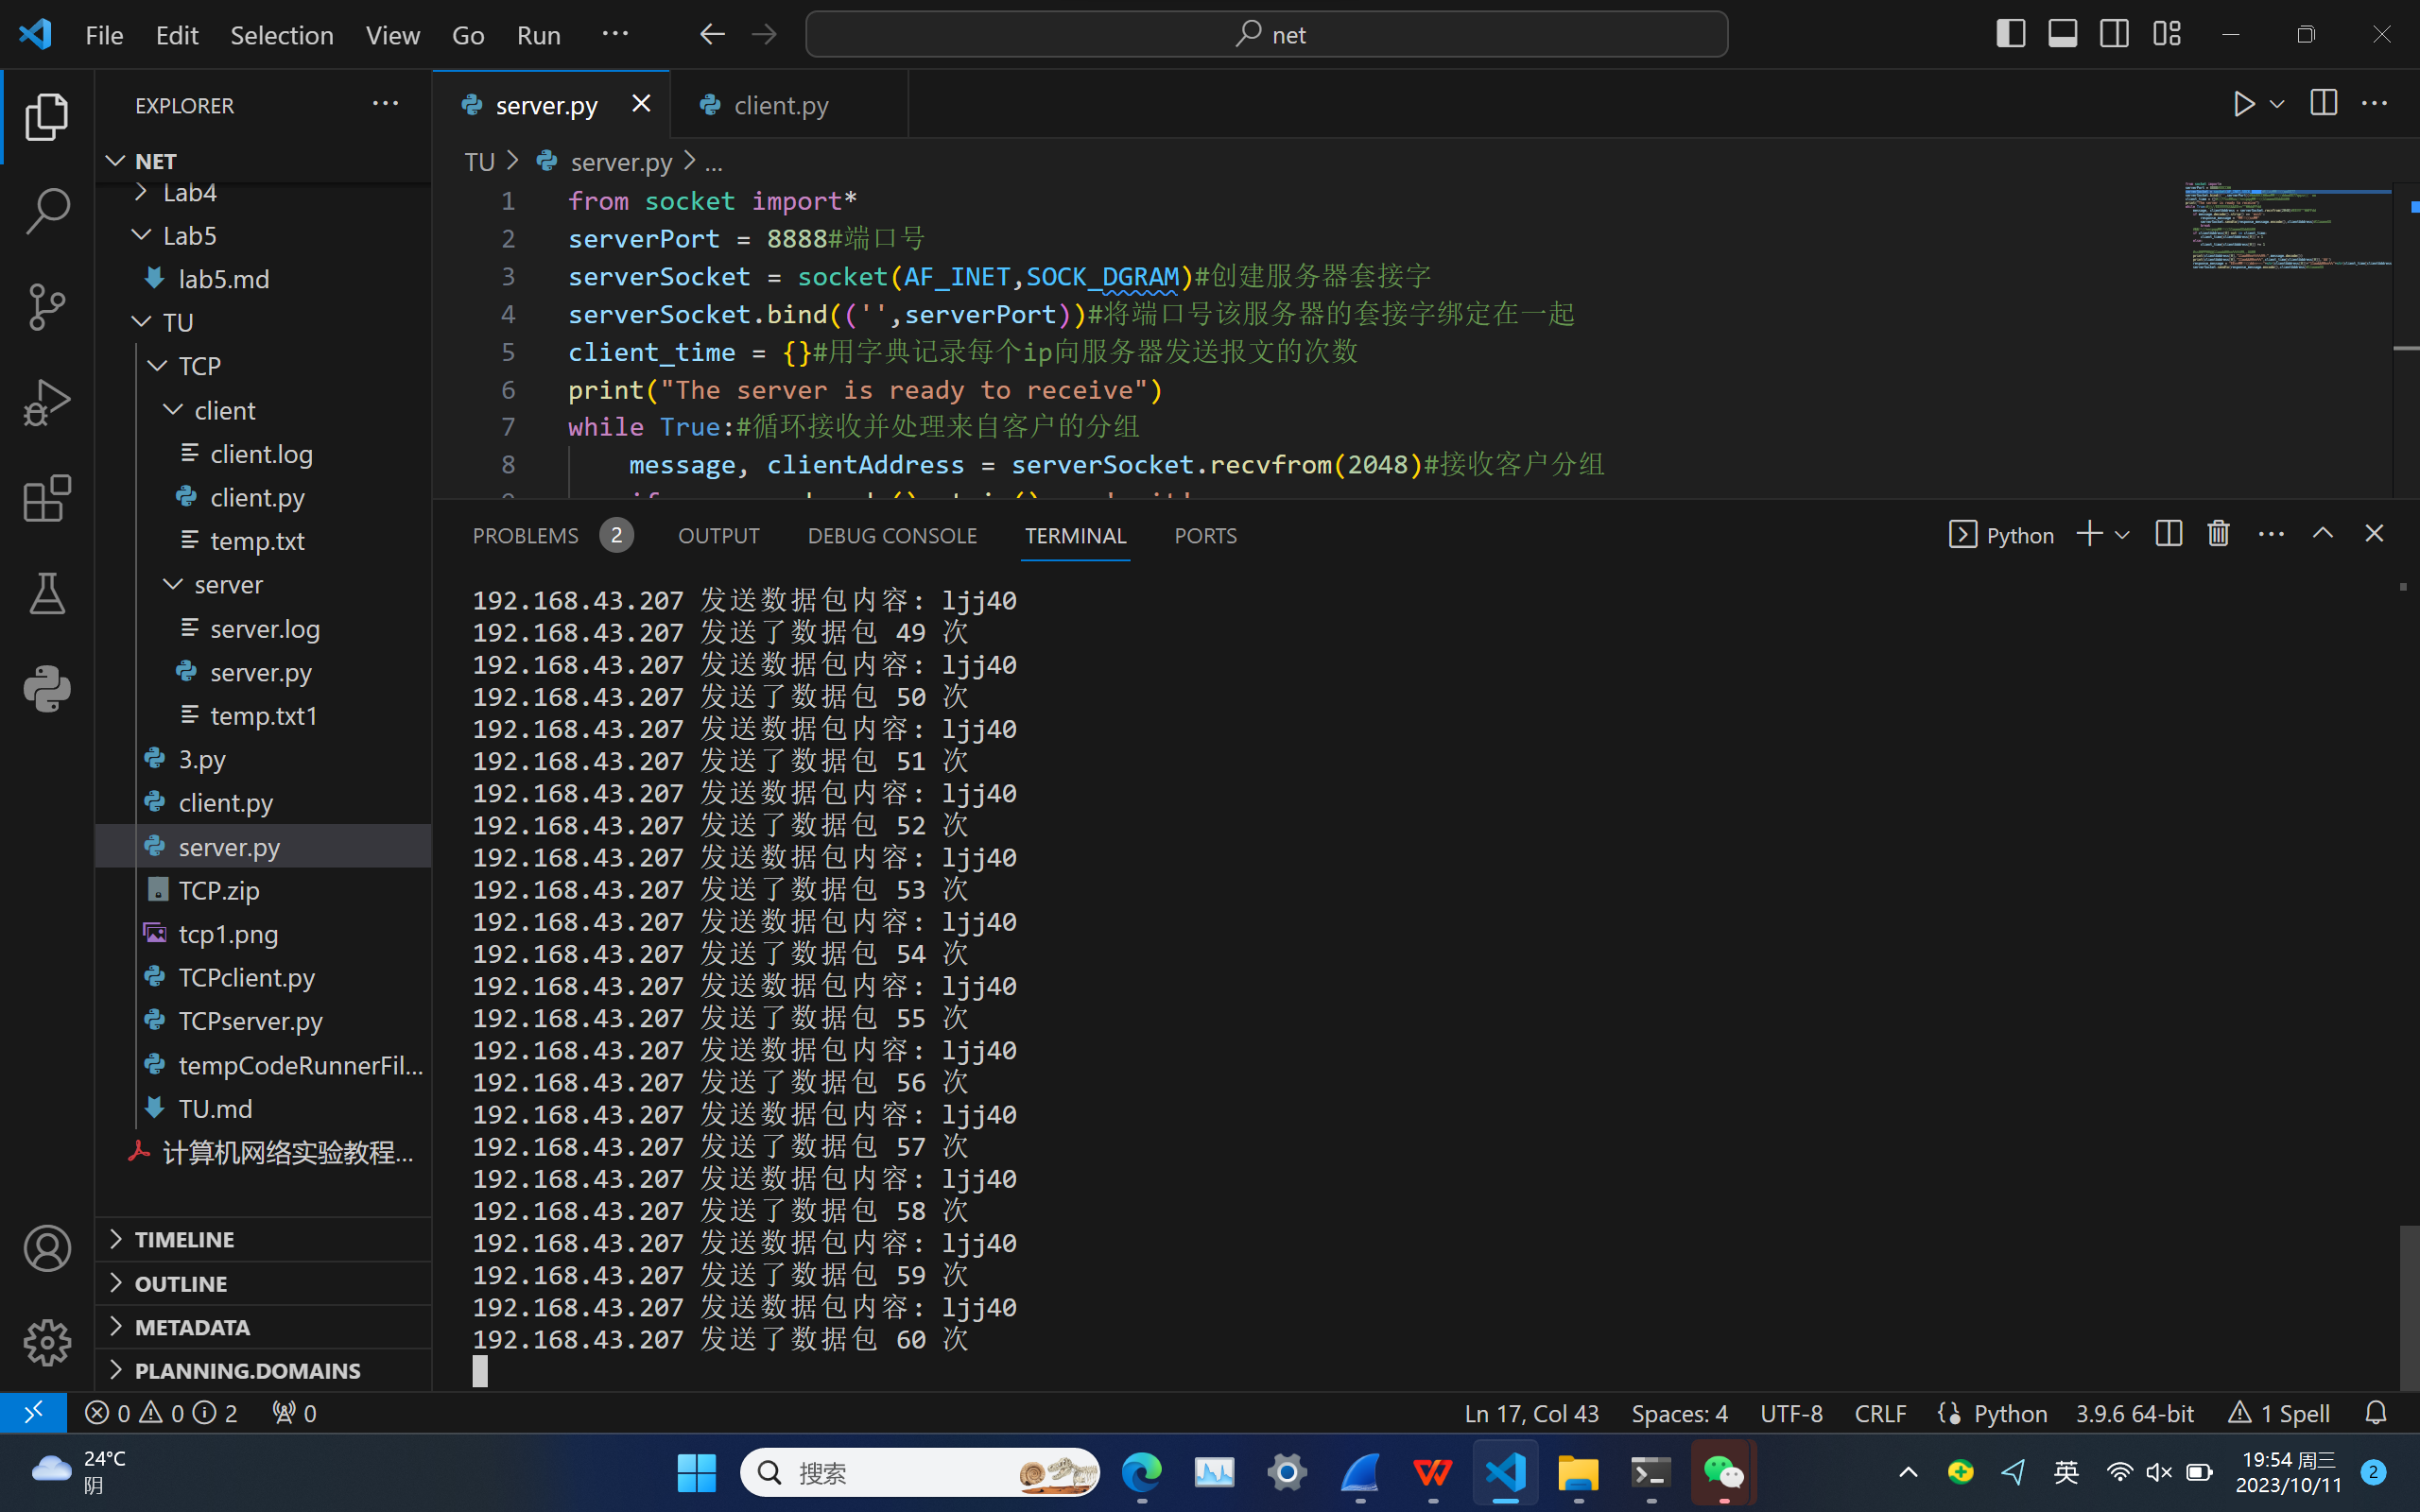 File Edit Selection View Go Run ···
net
EXPLORER
server.py
client.py
NET
Lab4
Lab5
lab5.md
TU
TCP
client
client.log
client.py
temp.txt
server
server.log
server.py
temp.txt1
3.py
client.py
server.py
TCP.zip
tcp1.png
TCPclient.py
TCPserver.py
tempCodeRunnerFil...
TU.md
计算机网络实验教程...
TIMELINE
OUTLINE
METADATA
PLANNING.DOMAINS
TU > server.py > ...
1 from socket import*
2 serverPort = 8888#端口号
3 serverSocket = socket(AF_INET,SOCK_DGRAM)#创建服务器套接字
4 serverSocket.bind(('',serverPort))#将端口号该服务器的套接字绑定在一起
5 client_time = {}#用字典记录每个ip向服务器发送报文的次数
6 print("The server is ready to receive")
7 while True:#循环接收并处理来自客户的分组
8 message, clientAddress = serverSocket.recvfrom(2048)#接收客户分组
PROBLEMS 2 OUTPUT DEBUG CONSOLE TERMINAL PORTS
Python
192.168.43.207 发送数据包内容: ljj40
192.168.43.207 发送了数据包 49 次
192.168.43.207 发送数据包内容: ljj40
192.168.43.207 发送了数据包 50 次
192.168.43.207 发送数据包内容: ljj40
192.168.43.207 发送了数据包 51 次
192.168.43.207 发送数据包内容: ljj40
192.168.43.207 发送了数据包 52 次
192.168.43.207 发送数据包内容: ljj40
192.168.43.207 发送了数据包 53 次
192.168.43.207 发送数据包内容: ljj40
192.168.43.207 发送了数据包 54 次
192.168.43.207 发送数据包内容: ljj40
192.168.43.207 发送了数据包 55 次
192.168.43.207 发送数据包内容: ljj40
192.168.43.207 发送了数据包 56 次
192.168.43.207 发送数据包内容: ljj40
192.168.43.207 发送了数据包 57 次
192.168.43.207 发送数据包内容: ljj40
192.168.43.207 发送了数据包 58 次
192.168.43.207 发送数据包内容: ljj40
192.168.43.207 发送了数据包 59 次
192.168.43.207 发送数据包内容: ljj40
192.168.43.207 发送了数据包 60 次
0 0 2 0
Ln 17, Col 43 Spaces: 4 UTF-8 CRLF Python 3.9.6 64-bit 1 Spell
24°C
阴
搜索
英
19:54 周三
2023/10/11
2